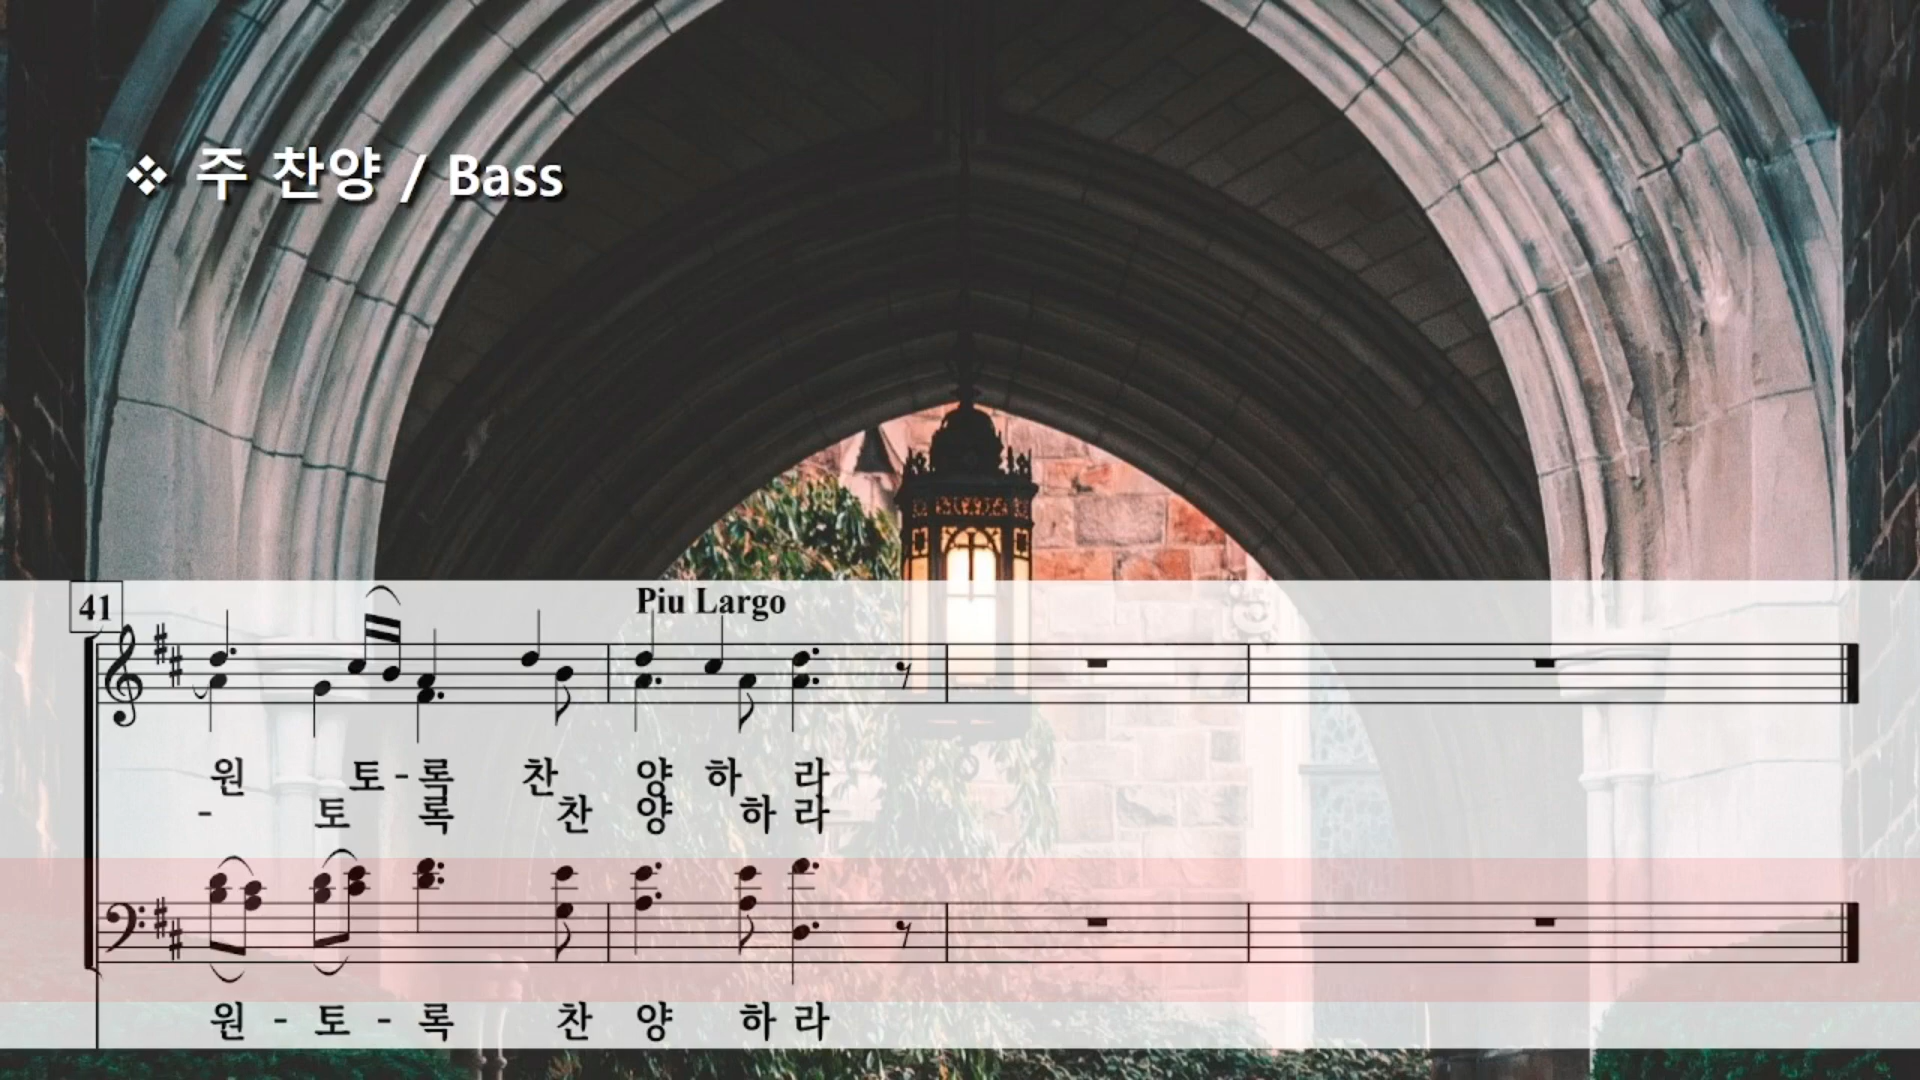 ❖ 주 찬양 / Bass
41
Piu Largo
원 토-록 찬 양 하 라
- 토 록 찬 양 하 라
원 - 토 - 록 찬 양 하 라